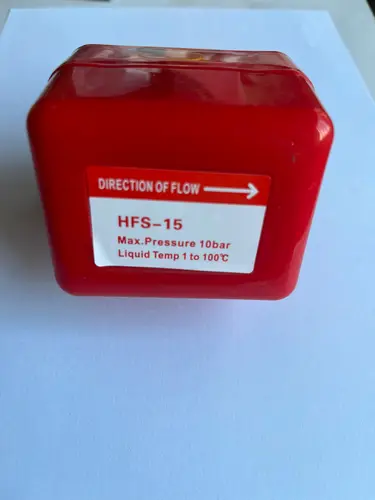 DIRECTION OF FLOW
HFS-15
Max.Pressure 10bar
Liquid Temp 1 to 100℃